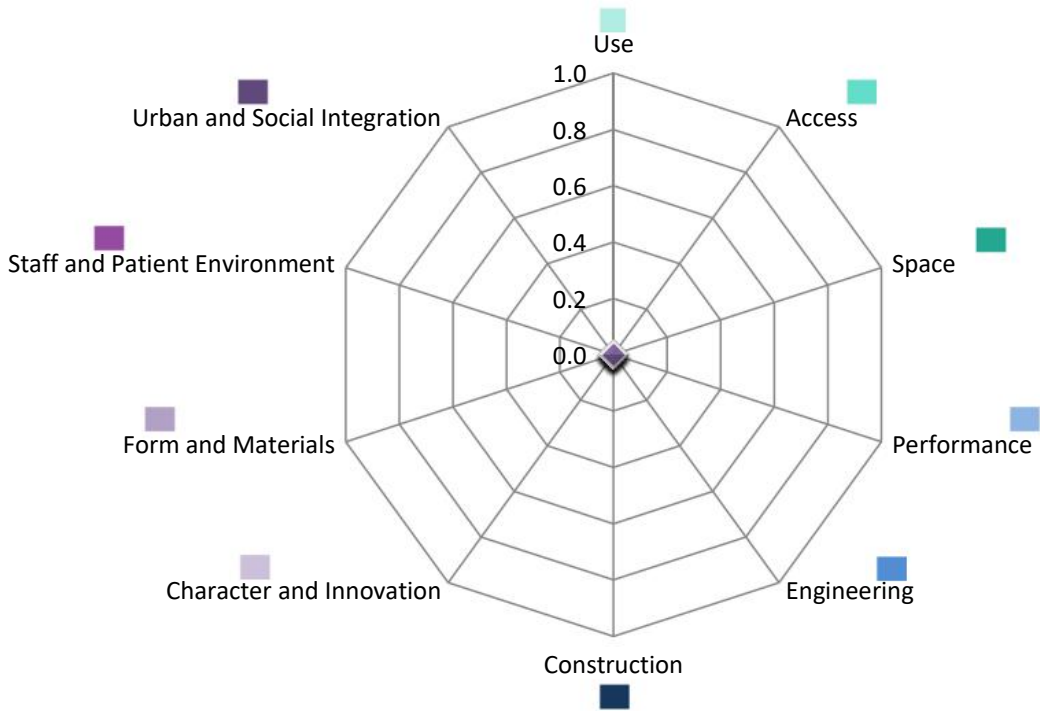 Use
1.0
Urban and Social Integration
Access
0.8
0.6
0.4
Staff and Patient Environment
Space
0.2
0.0
Form and Materials
Performance
Character and Innovation
Engineering
Construction